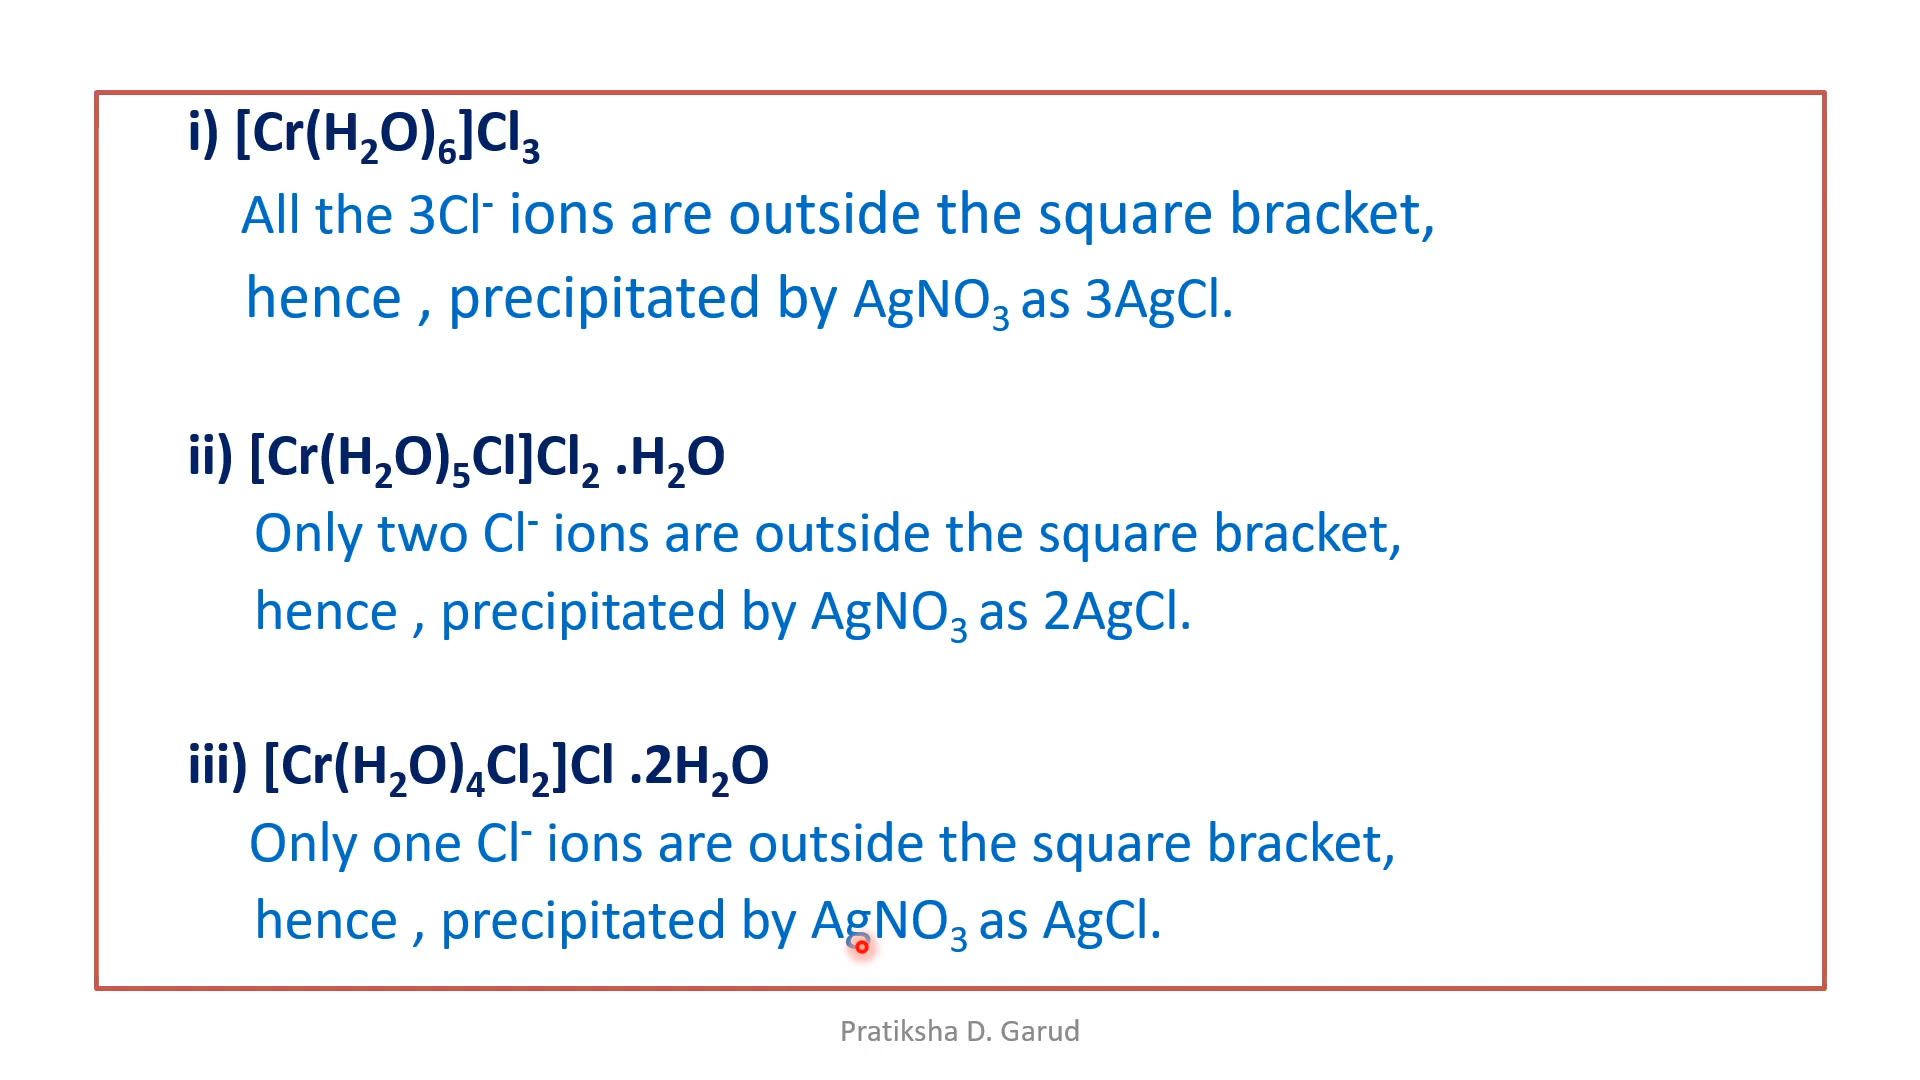 i) [Cr(H₂O)₆]Cl₃
All the 3Cl⁻ ions are outside the square bracket,
hence , precipitated by AgNO₃ as 3AgCl.
ii) [Cr(H₂O)₅Cl]Cl₂ .H₂O
Only two Cl⁻ ions are outside the square bracket,
hence , precipitated by AgNO₃ as 2AgCl.
iii) [Cr(H₂O)₄Cl₂]Cl .2H₂O
Only one Cl⁻ ions are outside the square bracket,
hence , precipitated by AgNO₃ as AgCl.
Pratiksha D. Garud